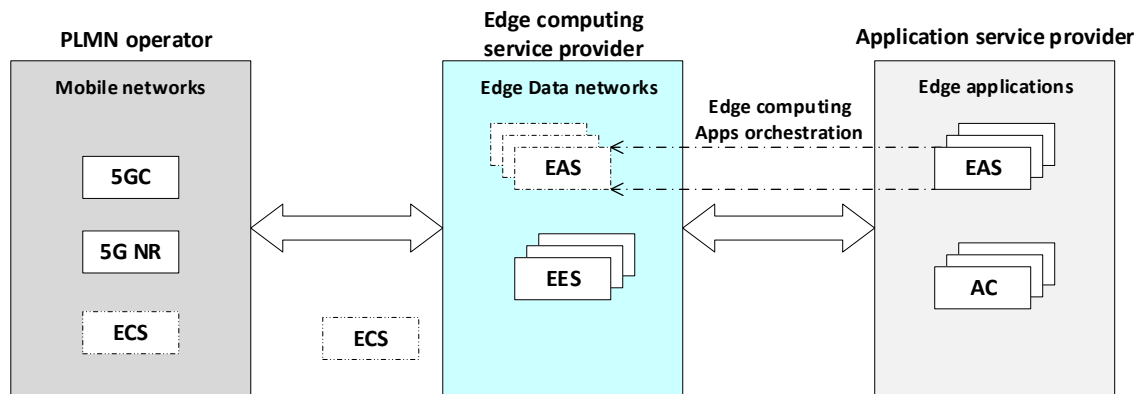 PLMN operator
Mobile networks
5GC
5G NR
ECS
ECS
Edge computing
service provider
Edge Data networks
EAS
EES
Edge computing
Apps orchestration
Application service provider
Edge applications
EAS
AC